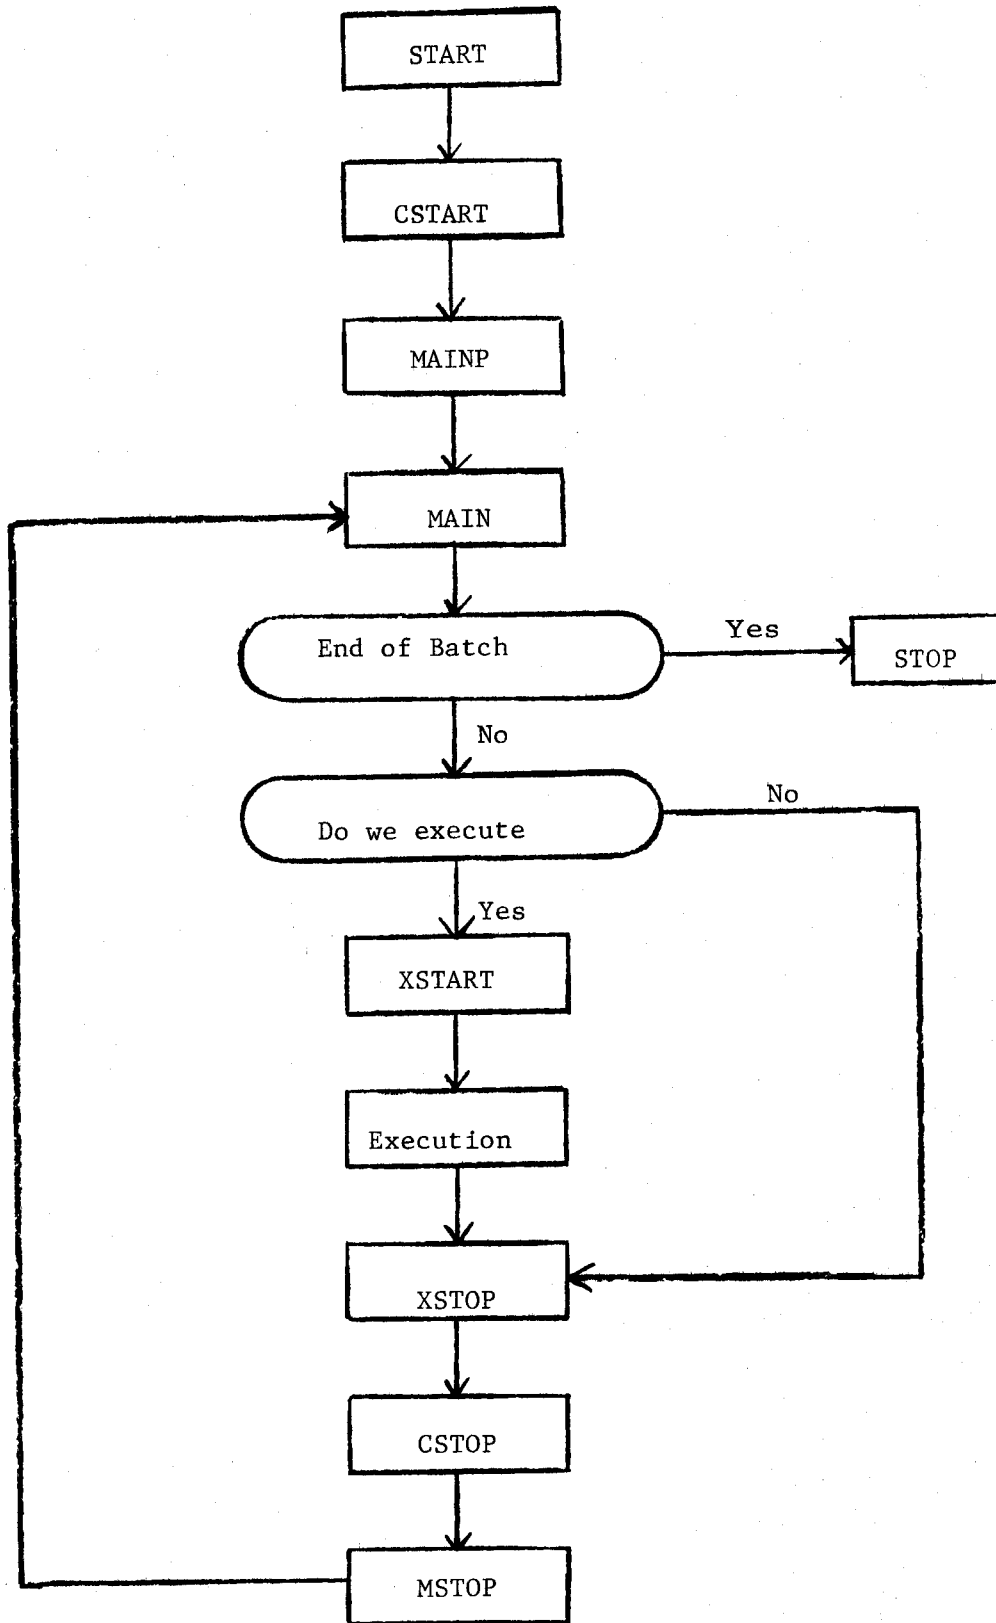 START
CSTART
MAINP
MAIN
End of Batch
Yes
STOP
No
Do we execute
No
Yes
XSTART
Execution
XSTOP
CSTOP
MSTOP